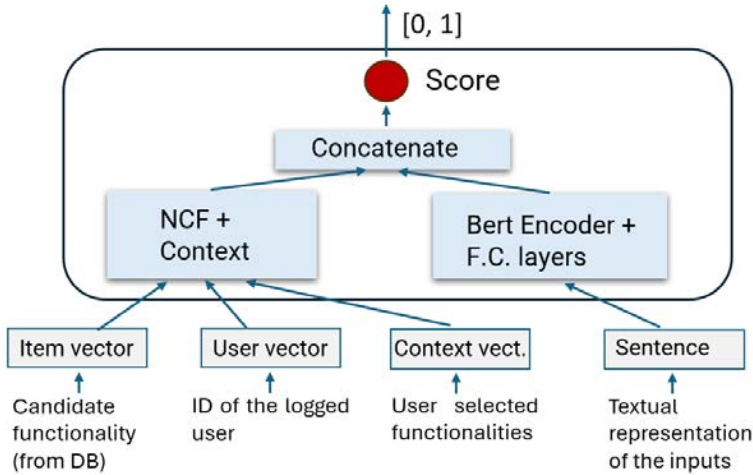 [0, 1]
Score
Concatenate
NCF +
Context
Bert Encoder +
F.C. layers
Item vector
User vector
Context vect.
Sentence
Candidate
functionality
(from DB)
ID of the logged
user
User selected
functionalities
Textual
representation
of the inputs